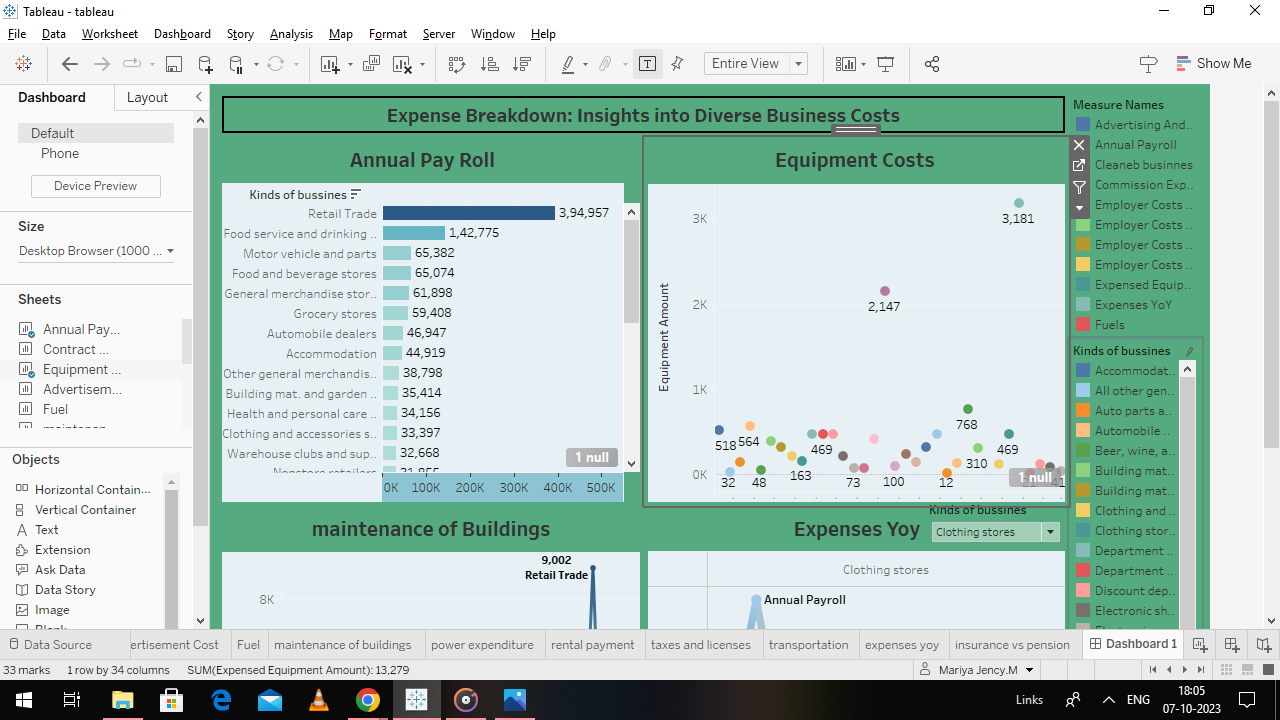 Tableau - tableau
File Data Worksheet Dashboard Story Analysis Map Format Server Window Help
Entire View
Show Me
Dashboard Layout
Default
Phone
Device Preview
Size
Desktop Browser (1000 ...
Sheets
Annual Pay...
Contract ...
Equipment ...
Advertisem...
Fuel
Objects
Horizontal Contain...
Vertical Container
Text
Extension
Ask Data
Data Story
Image
Expense Breakdown: Insights into Diverse Business Costs
Annual Pay Roll
Kinds of bussines
Retail Trade 3,94,957
Food service and drinking .. 1,42,775
Motor vehicle and parts 65,382
Food and beverage stores 65,074
General merchandise stor.. 61,898
Grocery stores 59,408
Automobile dealers 46,947
Accommodation 44,919
Other general merchandis.. 38,798
Building mat. and garden .. 35,414
Health and personal care .. 34,156
Clothing and accessories s.. 33,397
Warehouse clubs and sup.. 32,668
Nonstore retailers 31,855
1 null
0K 100K 200K 300K 400K 500K
Equipment Costs
Equipment Amount
3K
2K
1K
0K
3,181
2,147
768
518 564
469
310 469
163
32 48 73 100 12
1 null
maintenance of Buildings
8K
9,002
Retail Trade
Expenses Yoy
Kinds of bussines
Clothing stores
Clothing stores
Annual Payroll
Measure Names
Advertising And..
Annual Payroll
Cleaneb businnes
Commission Exp..
Employer Costs ..
Employer Costs ..
Employer Costs ..
Employer Costs ..
Expensed Equip..
Expenses YoY
Fuels
Kinds of bussines
Accommodat..
All other gen..
Auto parts a..
Automobile ..
Beer, wine, a..
Building mat..
Building mat..
Clothing and ..
Clothing stor..
Department ..
Department ..
Discount dep..
Electronic sh..
Data Source ertisement Cost Fuel maintenance of buildings power expenditure rental payment taxes and licenses transportation expenses yoy insurance vs pension Dashboard 1
33 marks 1 row by 34 columns SUM(Expensed Equipment Amount): 13,279 Mariya Jency.M
Links ENG 18:05
07-10-2023